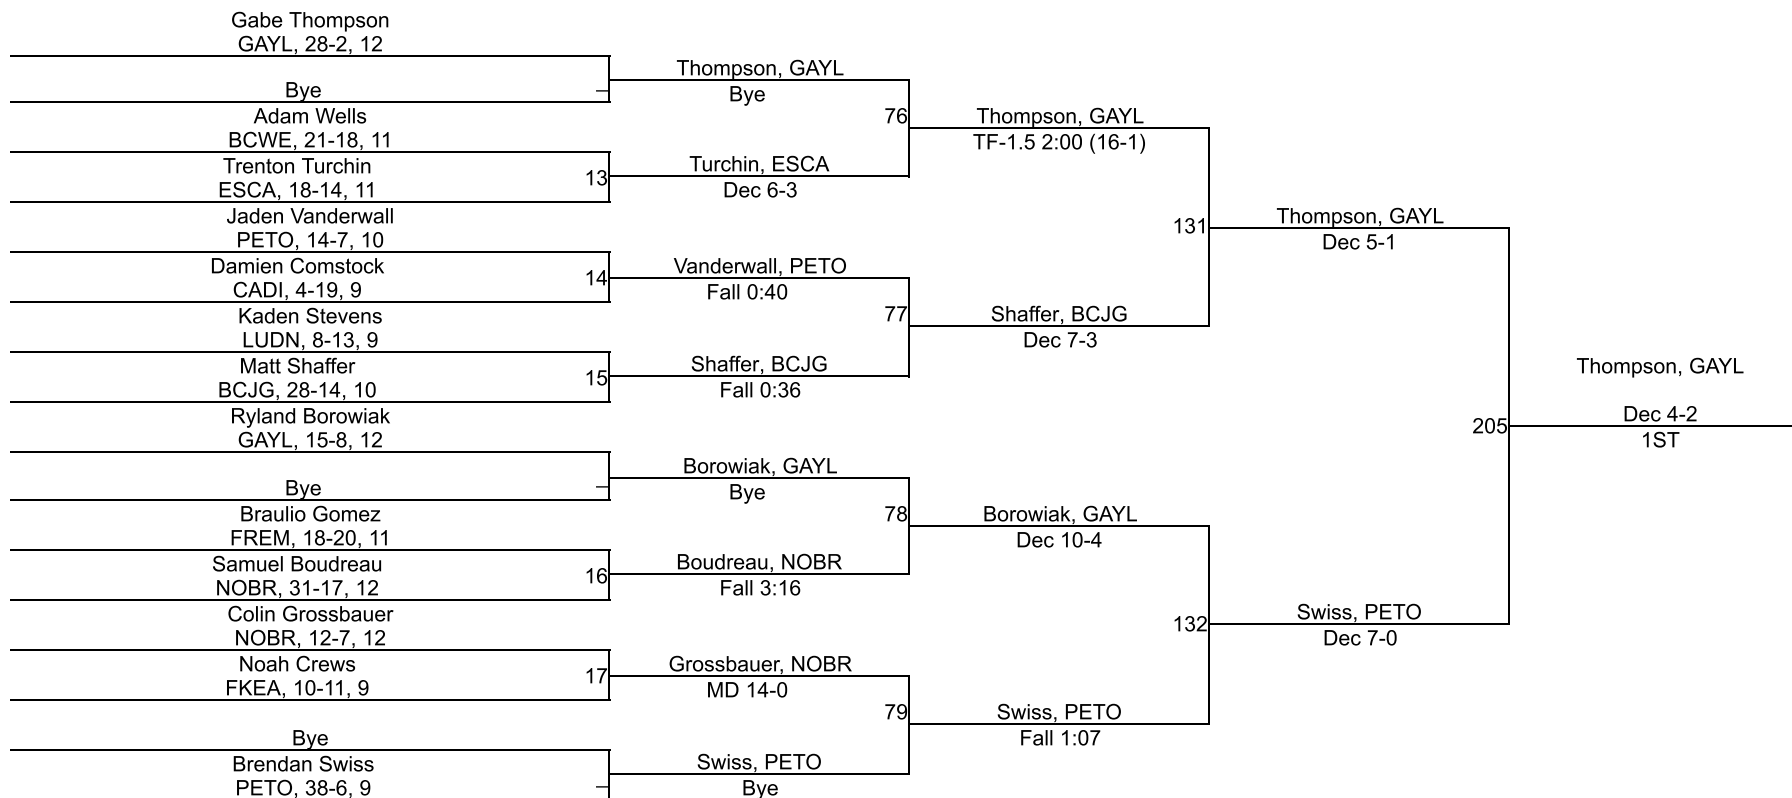 Gabe Thompson
GAYL, 28-2, 12
Bye
Adam Wells
BCWE, 21-18, 11
Trenton Turchin
ESCA, 18-14, 11
Jaden Vanderwall
PETO, 14-7, 10
Damien Comstock
CADI, 4-19, 9
Kaden Stevens
LUDN, 8-13, 9
Matt Shaffer
BCJG, 28-14, 10
Ryland Borowiak
GAYL, 15-8, 12
Bye
Braulio Gomez
FREM, 18-20, 11
Samuel Boudreau
NOBR, 31-17, 12
Colin Grossbauer
NOBR, 12-7, 12
Noah Crews
FKEA, 10-11, 9
Bye
Brendan Swiss
PETO, 38-6, 9
13
14
15
16
17
Thompson, GAYL
Bye
Turchin, ESCA
Dec 6-3
Vanderwall, PETO
Fall 0:40
Shaffer, BCJG
Fall 0:36
Borowiak, GAYL
Bye
Boudreau, NOBR
Fall 3:16
Grossbauer, NOBR
MD 14-0
Swiss, PETO
Bye
76
77
78
79
Thompson, GAYL
TF-1.5 2:00 (16-1)
Shaffer, BCJG
Dec 7-3
Borowiak, GAYL
Dec 10-4
Swiss, PETO
Fall 1:07
131
132
Thompson, GAYL
Dec 5-1
Swiss, PETO
Dec 7-0
205
Thompson, GAYL
Dec 4-2
1ST